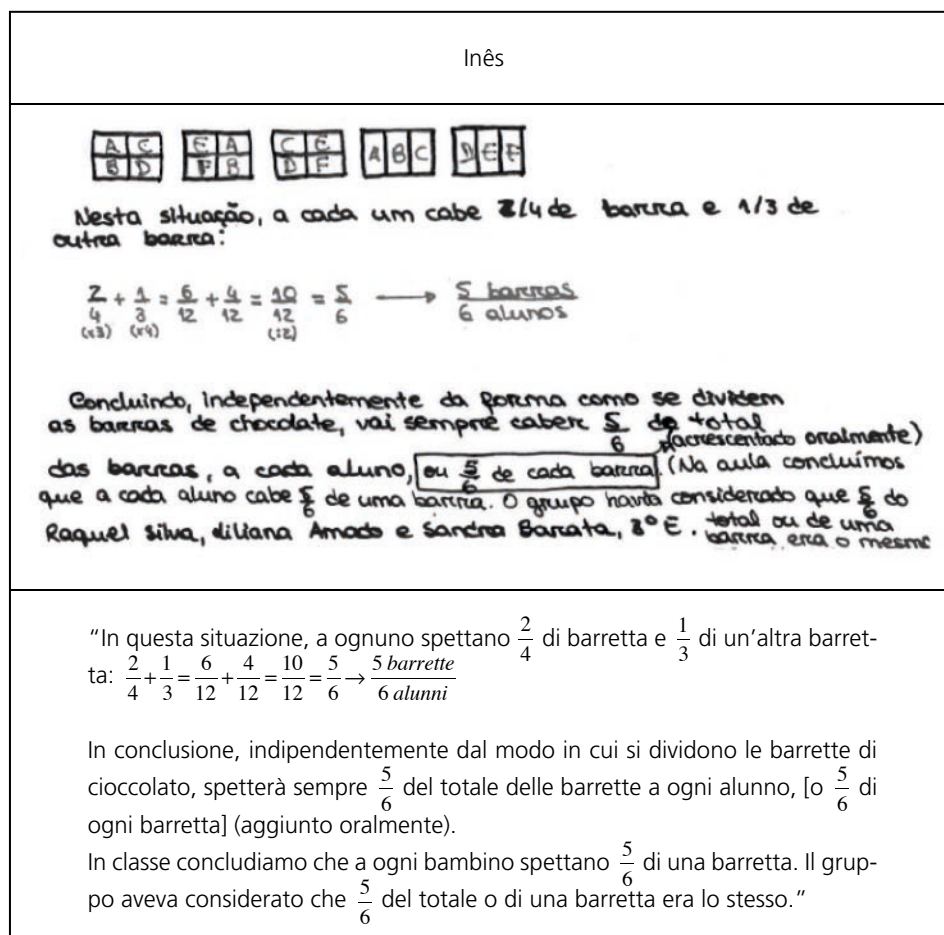 Inês
A C E A C E A B C D E F
B D F B D F
Nesta situação, a cada um cabe 2/4 de barra e 1/3 de
outra barra:
2/4 + 1/3 = 6/12 + 4/12 = 10/12 = 5/6 → 5 barras/6 alunos
(x3) (x4) (:2)
Concluindo, independentemente da forma como se dividem
as barras de chocolate, vai sempre caber 5/6 do total
(acrescentado oralmente)
das barras, a cada aluno, ou 5/6 de cada barra. (Na aula concluímos
que a cada aluno cabe 5/6 de uma barra. O grupo havia considerado que 5/6 do
total ou de uma
Raquel Silva, Liliana Amado e Sandra Barata, 8º E.
barra era o mesmo
"In questa situazione, a ognuno spettano 2/4 di barretta e 1/3 di un'altra barret-
ta: 2/4 + 1/3 = 6/12 + 4/12 = 10/12 = 5/6 → 5 barrette/6 alunni
In conclusione, indipendentemente dal modo in cui si dividono le barrette di
cioccolato, spetterà sempre 5/6 del totale delle barrette a ogni alunno, [o 5/6 di
ogni barretta] (aggiunto oralmente).
In classe concludiamo che a ogni bambino spettano 5/6 di una barretta. Il grup-
po aveva considerato che 5/6 del totale o di una barretta era lo stesso."